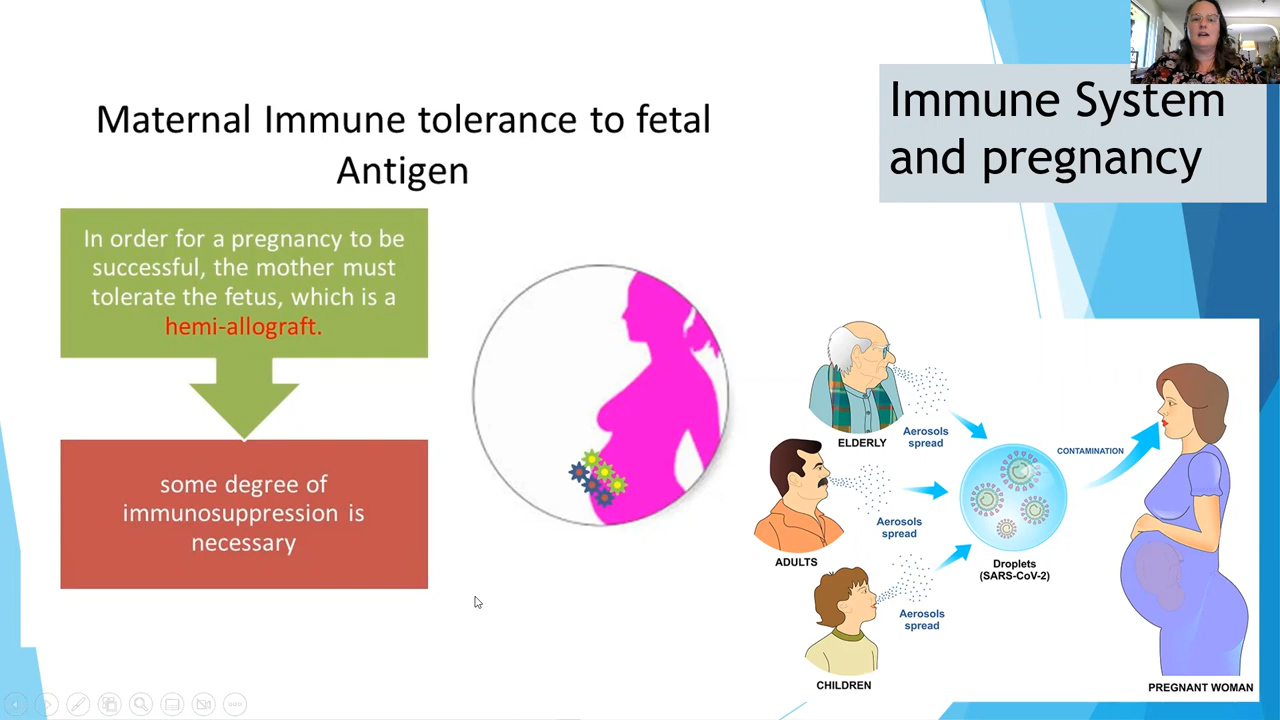 Immune System
and pregnancy
Maternal Immune tolerance to fetal
Antigen
In order for a pregnancy to be
successful, the mother must
tolerate the fetus, which is a
hemi-allograft.
some degree of
immunosuppression is
necessary
ELDERLY
Aerosols
spread
ADULTS
Aerosols
spread
CHILDREN
Aerosols
spread
Droplets
(SARS-CoV-2)
CONTAMINATION
PREGNANT WOMAN